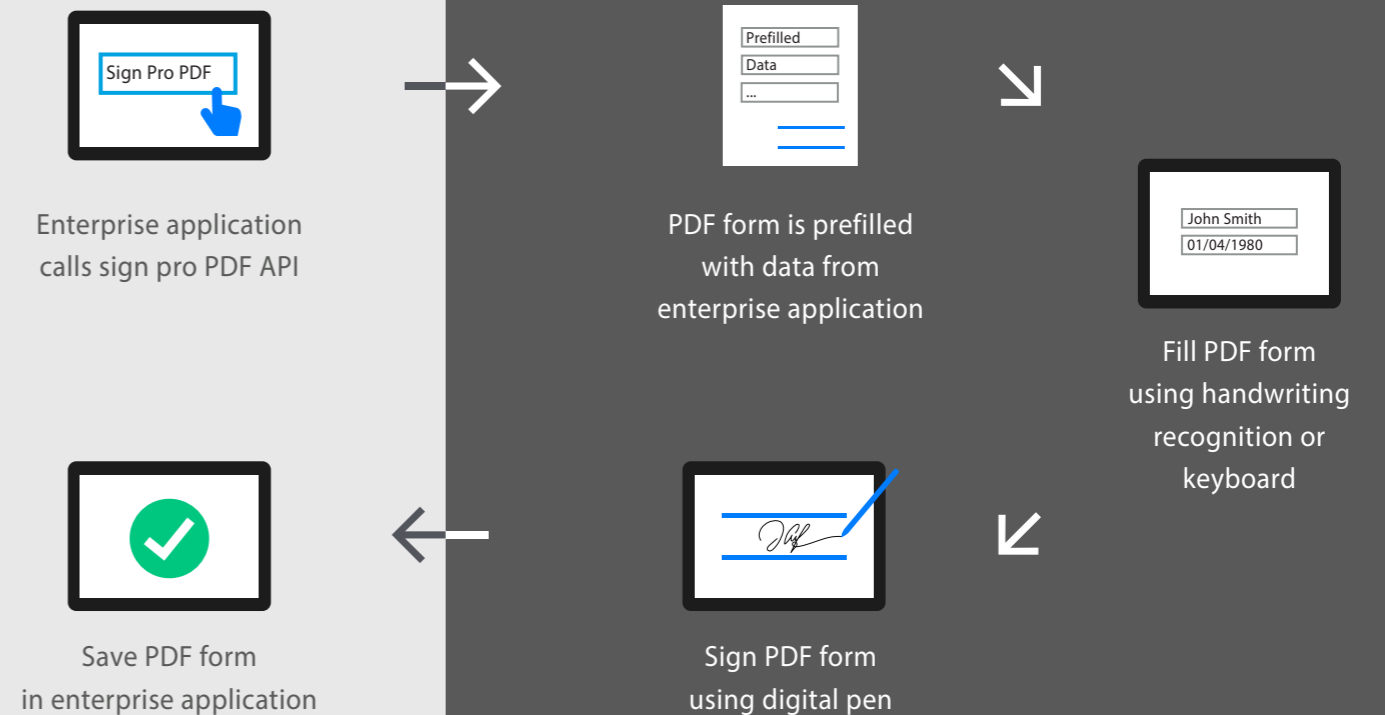 Sign Pro PDF
Enterprise application
calls sign pro PDF API
Prefilled
Data
...
PDF form is prefilled
with data from
enterprise application
John Smith
01/04/1980
Fill PDF form
using handwriting
recognition or
keyboard
Sign PDF form
using digital pen
Save PDF form
in enterprise application